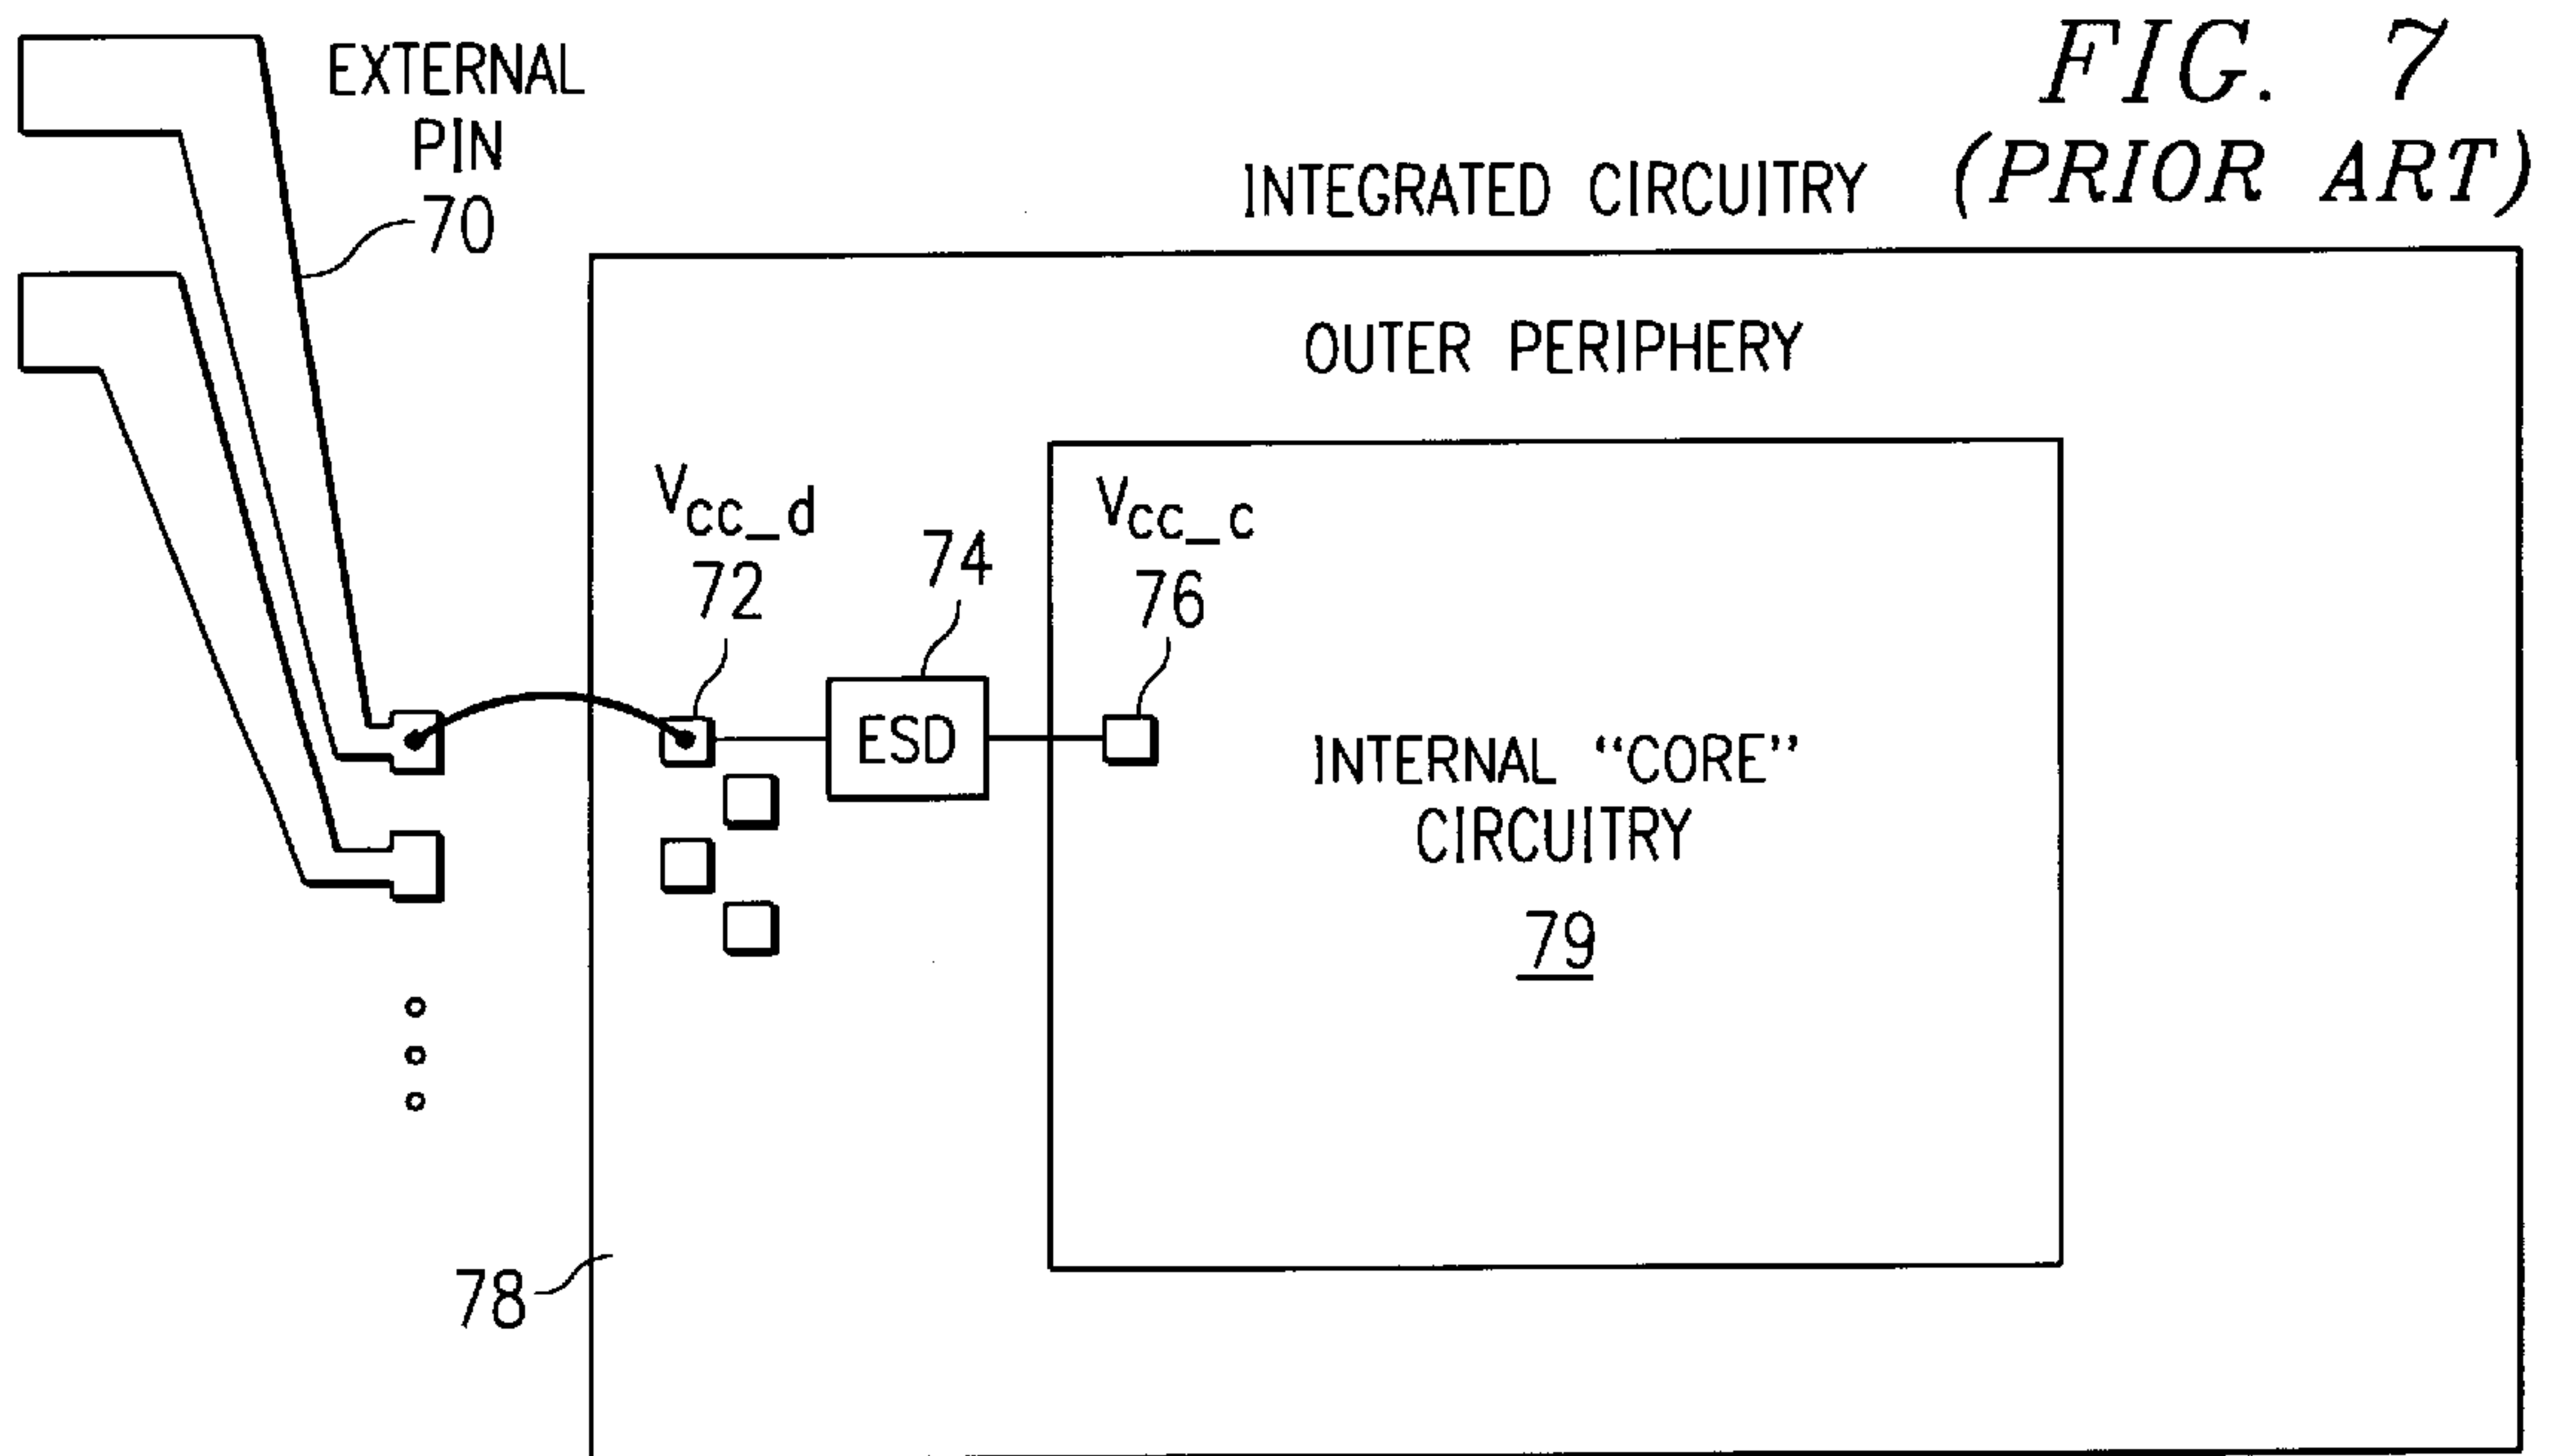 FIG. 7
(PRIOR ART)
EXTERNAL
PIN
70
INTEGRATED CIRCUITRY
OUTER PERIPHERY
Vcc_d
72
74
Vcc_c
76
ESD
INTERNAL “CORE”
CIRCUITRY
79
78